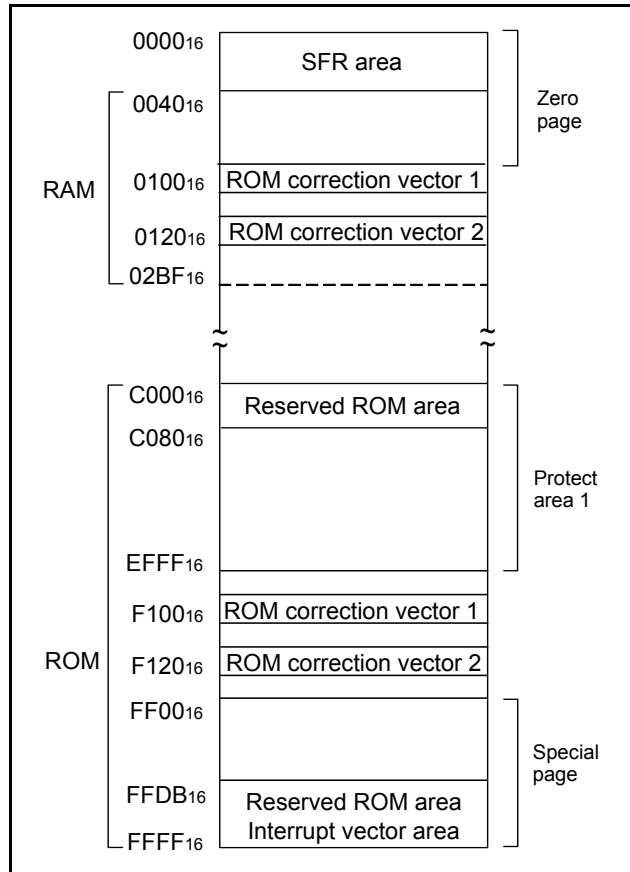 0000₁₆
SFR area
Zero
page
0040₁₆
RAM
0100₁₆ ROM correction vector 1
0120₁₆ ROM correction vector 2
02BF₁₆
C000₁₆
Reserved ROM area
C080₁₆
Protect
area 1
EFFF₁₆
F100₁₆ ROM correction vector 1
ROM
F120₁₆ ROM correction vector 2
FF00₁₆
Special
page
FFDB₁₆
Reserved ROM area
Interrupt vector area
FFFF₁₆